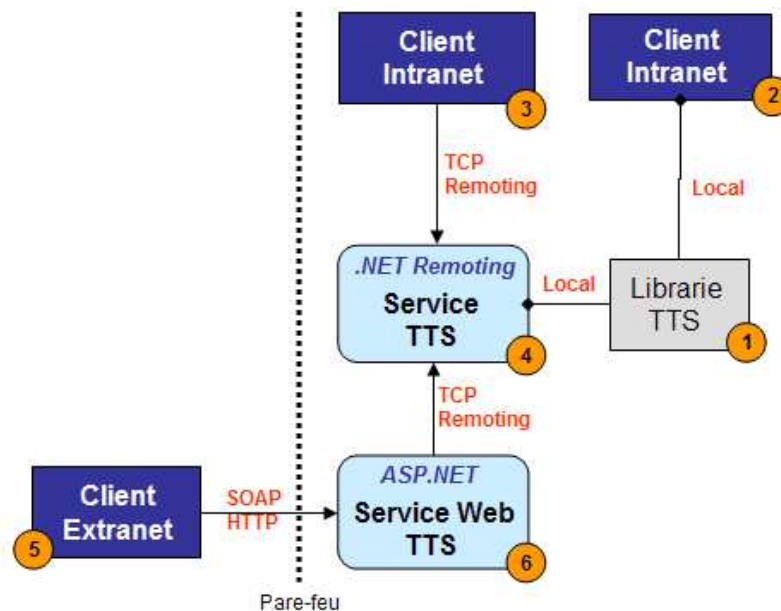 Client
Intranet
3
Client
Intranet
2
TCP
Remoting
Local
.NET Remoting
Service
TTS
4
Local
Librarie
TTS
1
TCP
Remoting
Client
Extranet
5
SOAP
HTTP
ASP.NET
Service Web
TTS
6
Pare-feu